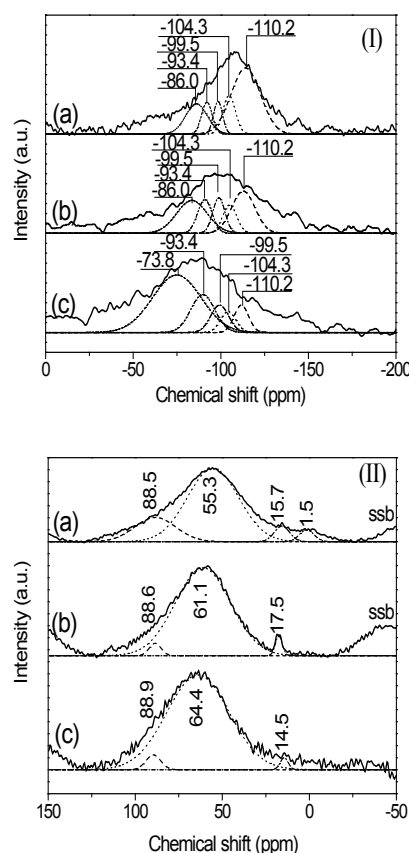 (I)
-104.3
-110.2
-99.5
-93.4
-86.0
(a)
-104.3
-110.2
-99.5
-93.4
-86.0
(b)
-93.4
-99.5
-73.8
-104.3
-110.2
(c)
Intensity (a.u.)
0 -50 -100 -150 -200
Chemical shift (ppm)
(II)
(a)
88.5
55.3
15.7
1.5
ssb
(b)
88.6
61.1
17.5
ssb
(c)
88.9
64.4
14.5
Intensity (a.u.)
150 100 50 0 -50
Chemical shift (ppm)